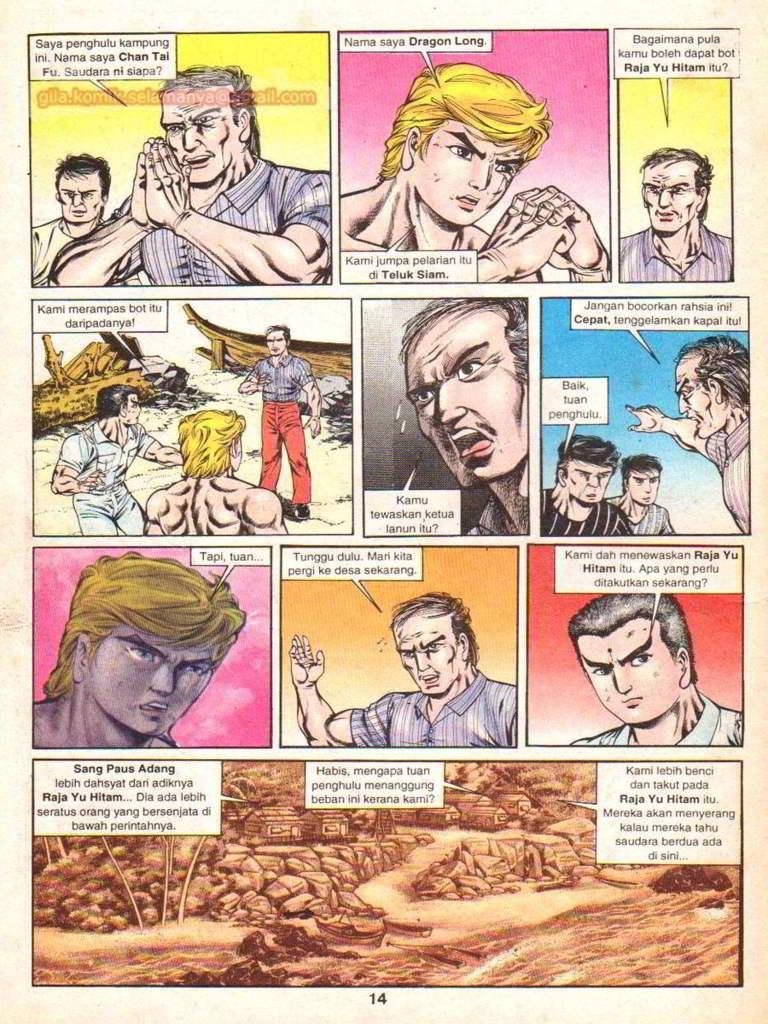 Saya penghulu kampung
ini. Nama saya Chan Tai
Fu. Saudara ni siapa?
gila.komik.selamanya@gmail.com
Nama saya Dragon Long.
Kami jumpa pelarian itu
di Teluk Siam.
Bagaimana pula
kamu boleh dapat bot
Raja Yu Hitam itu?
Kami merampas bot itu
daripadanya!
Kamu
tewaskan ketua
lanun itu?
Jangan bocorkan rahsia ini!
Cepat, tenggelamkan kapal itu!
Baik,
tuan
penghulu.
Tapi, tuan...
Tunggu dulu. Mari kita
pergi ke desa sekarang.
Kami dah menewaskan Raja Yu
Hitam itu. Apa yang perlu
ditakutkan sekarang?
Sang Paus Adang
lebih dahsyat dari adiknya
Raja Yu Hitam... Dia ada lebih
seratus orang yang bersenjata di
bawah perintahnya.
Habis, mengapa tuan
penghulu menanggung
beban ini kerana kami?
Kami lebih benci
dan takut pada
Raja Yu Hitam itu.
Mereka akan menyerang
kalau mereka tahu
saudara berdua ada
di sini...
14